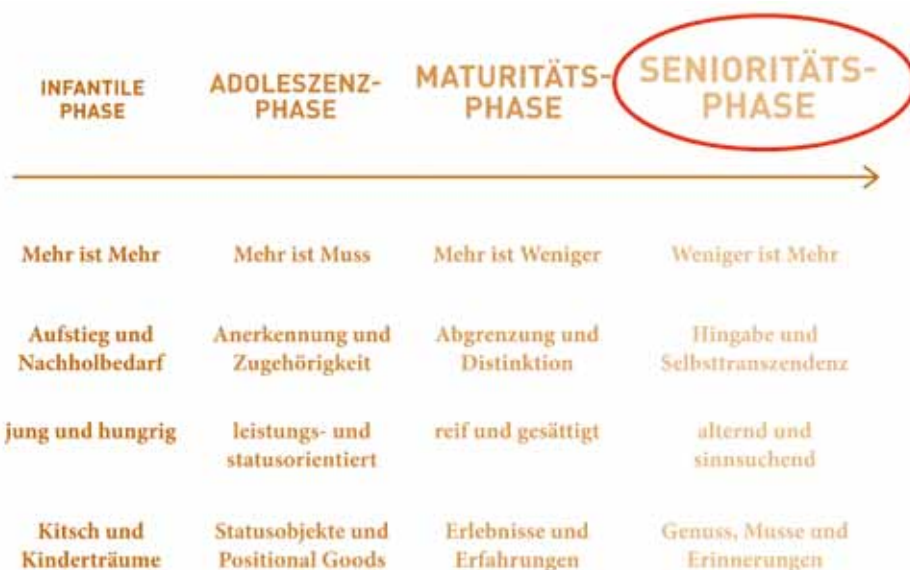 INFANTILE
PHASE
ADOLESZENZ-
PHASE
MATURITÄTS-
PHASE
SENIORITÄTS-
PHASE
Mehr ist Mehr
Mehr ist Muss
Mehr ist Weniger
Weniger ist Mehr
Aufstieg und
Nachholbedarf
Anerkennung und
Zugehörigkeit
Abgrenzung und
Distinktion
Hingabe und
Selbsttranszendenz
jung und hungrig
leistungs- und
statusorientiert
reif und gesättigt
alternd und
sinnsuchend
Kitsch und
Kinderträume
Statusobjekte und
Positional Goods
Erlebnisse und
Erfahrungen
Genuss, Musse und
Erinnerungen